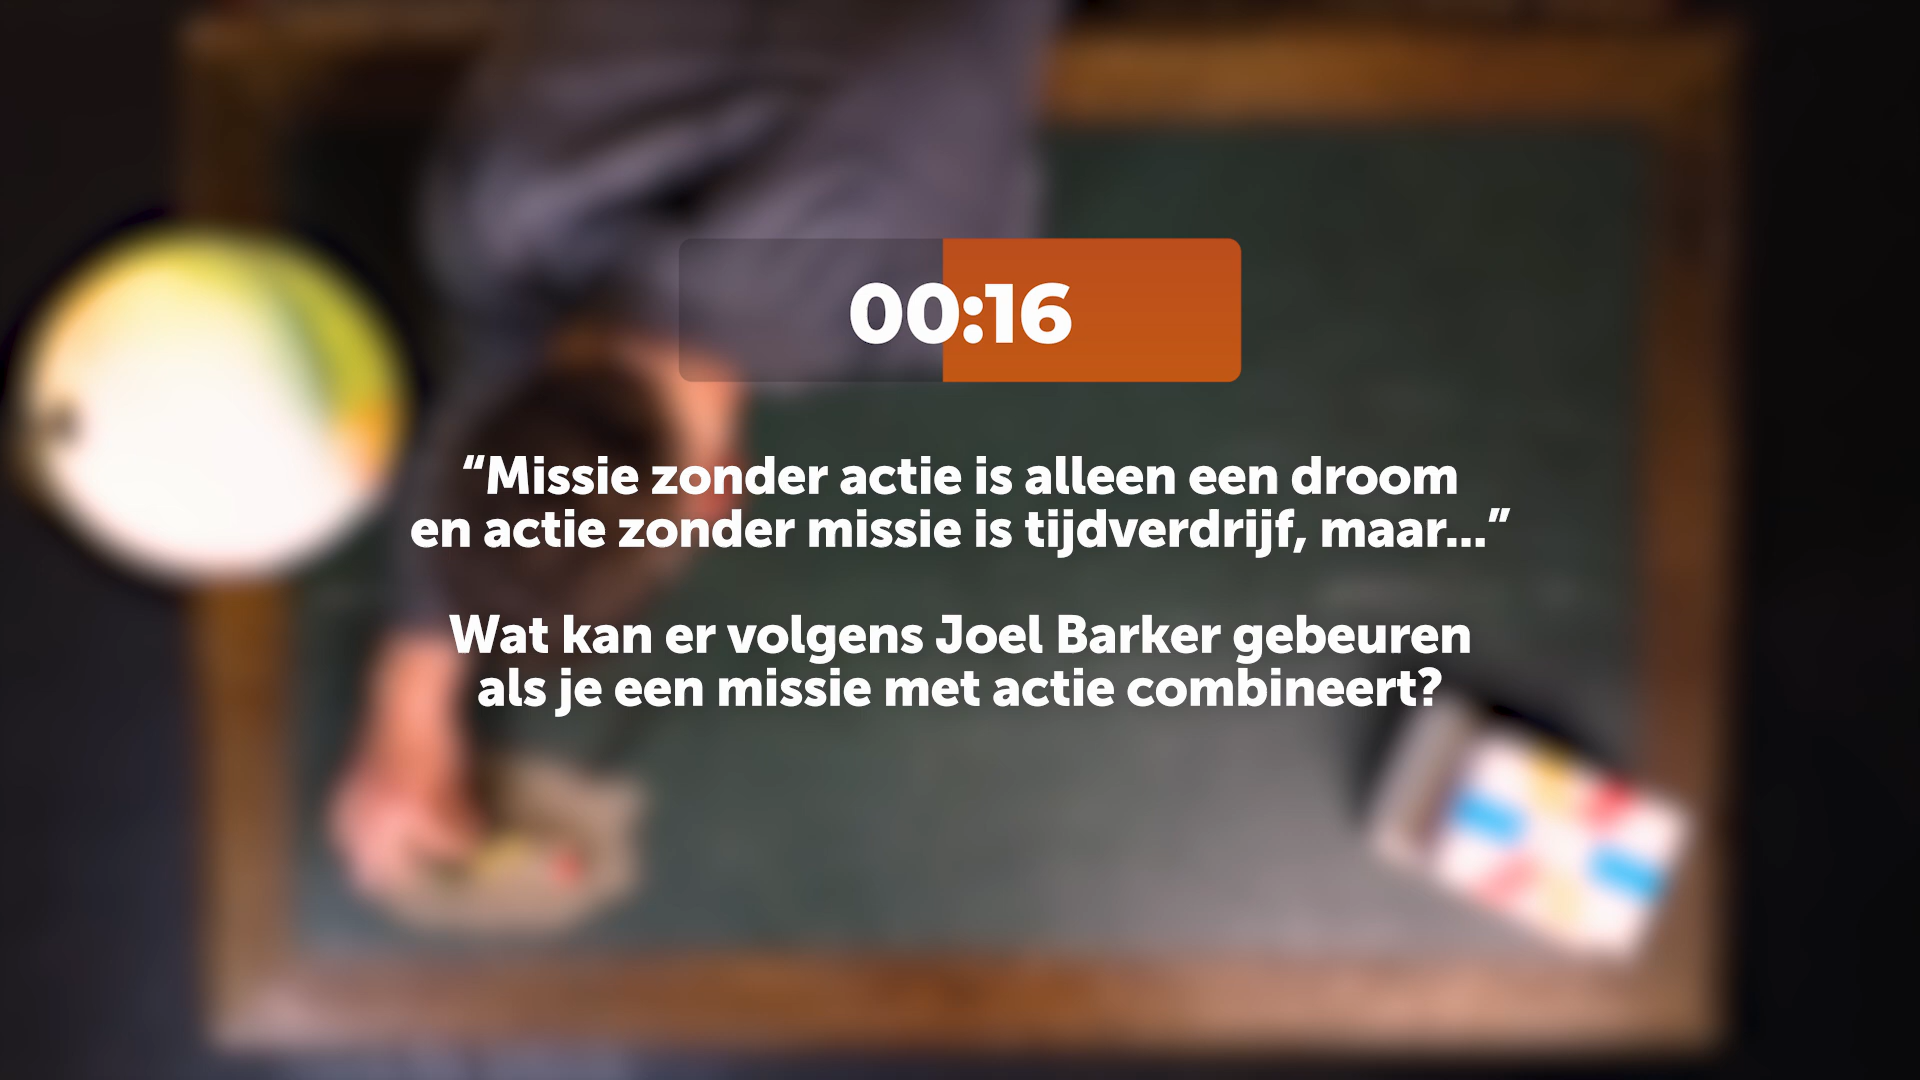 00:16
“Missie zonder actie is alleen een droom
en actie zonder missie is tijdverdrijf, maar...”
Wat kan er volgens Joel Barker gebeuren
als je een missie met actie combineert?